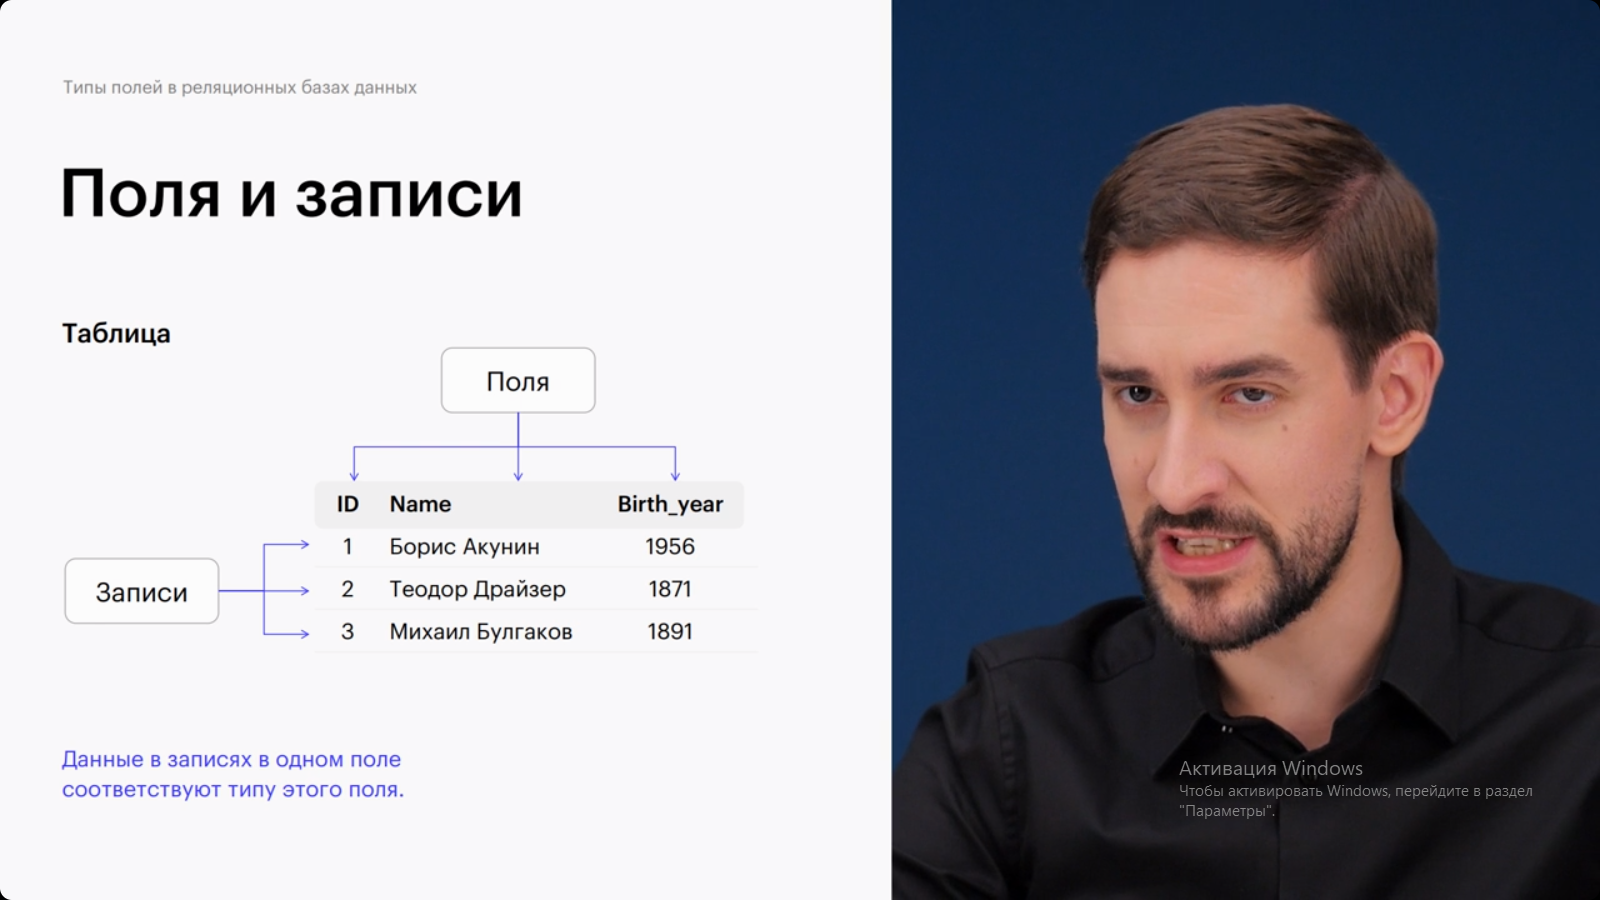 Типы полей в реляционных базах данных
Поля и записи
Таблица
Поля
ID Name Birth_year
1 Борис Акунин 1956
Записи
2 Теодор Драйзер 1871
3 Михаил Булгаков 1891
Данные в записях в одном поле
соответствуют типу этого поля.
Активация Windows
Чтобы активировать Windows, перейдите в раздел
"Параметры".